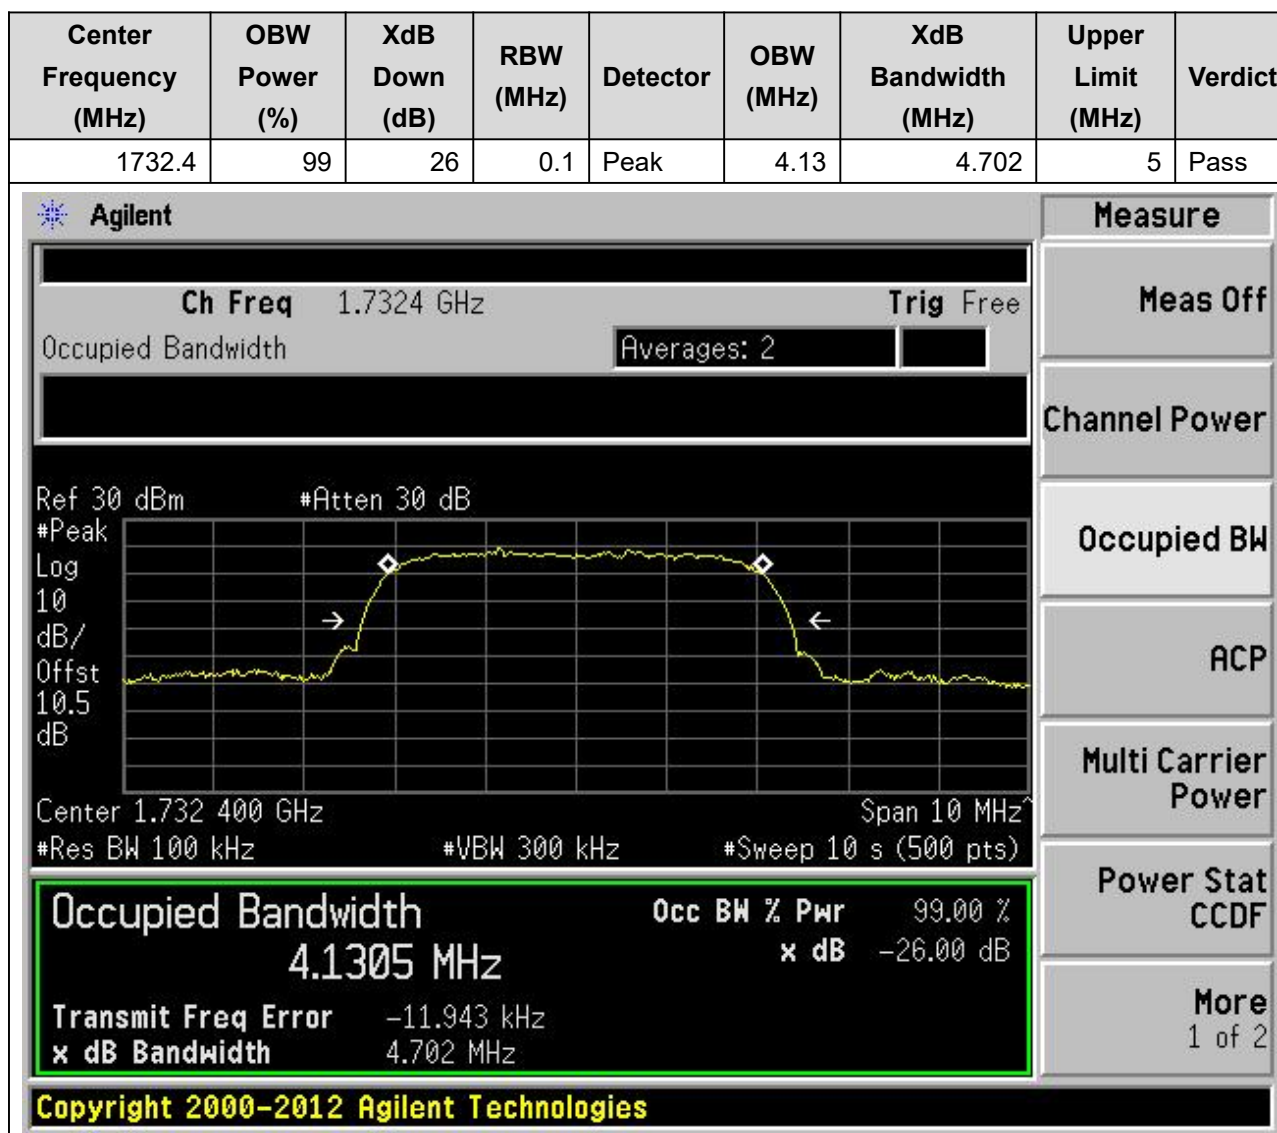 Center Frequency (MHz) OBW Power (%) XdB Down (dB) RBW (MHz) Detector OBW (MHz) XdB Bandwidth (MHz) Upper Limit (MHz) Verdict
1732.4 99 26 0.1 Peak 4.13 4.702 5 Pass
Agilent
Measure
Ch Freq 1.7324 GHz Trig Free
Meas Off
Occupied Bandwidth Averages: 2
Channel Power
Ref 30 dBm #Atten 30 dB
#Peak
Log
10
dB/
Offst
10.5
dB
Occupied BW
ACP
Multi Carrier
Power
Center 1.732 400 GHz Span 10 MHz^
#Res BW 100 kHz #VBW 300 kHz #Sweep 10 s (500 pts)
Power Stat
CCDF
Occupied Bandwidth Occ BW % Pwr 99.00 %
4.1305 MHz x dB -26.00 dB
Transmit Freq Error -11.943 kHz
x dB Bandwidth 4.702 MHz
More
1 of 2
Copyright 2000-2012 Agilent Technologies